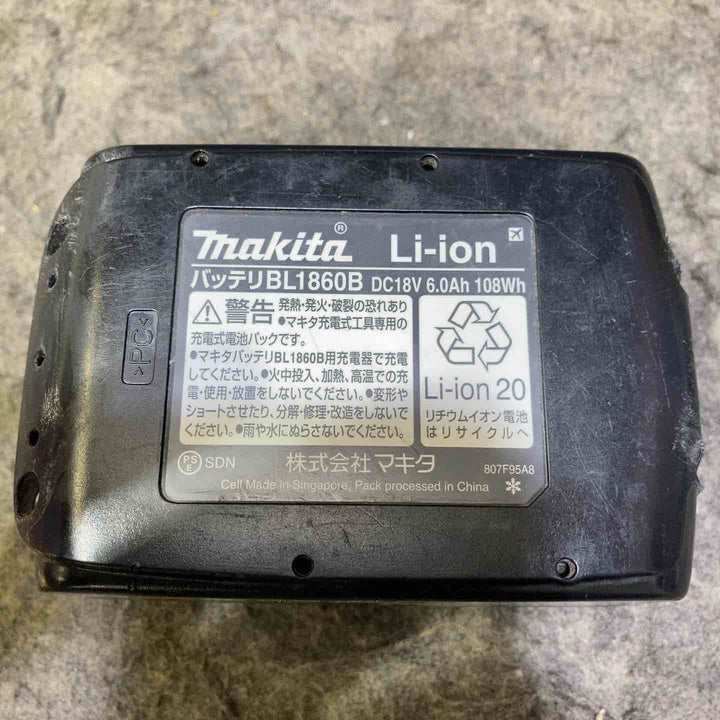 makita® Li-ion
バッテリBL1860B DC18V 6.0Ah 108Wh
警告 発熱・発火・破裂の恐れあり
●マキタ充電式工具専用の
充電式電池パックです。
●マキタバッテリBL1860B用充電器で充電
してください。●火中投入、加熱、高温での充
電・使用・放置をしないでください。●変形や
ショートさせたり、分解・修理・改造をしないで
ください。●雨や水にぬらさないでください。
Li-ion 20
リチウムイオン電池
はリサイクルへ
PS E SDN 株式会社マキタ 807F95A8
Cell Made in Singapore, Pack processed in China
>PC<